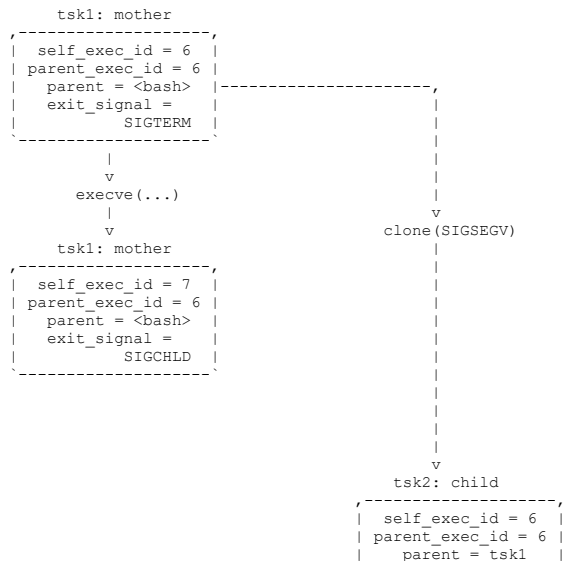 tsk1: mother
self_exec_id = 6
parent_exec_id = 6
parent = <bash>
exit_signal =
SIGTERM
execve(...)
clone(SIGSEGV)
tsk1: mother
self_exec_id = 7
parent_exec_id = 6
parent = <bash>
exit_signal =
SIGCHLD
tsk2: child
self_exec_id = 6
parent_exec_id = 6
parent = tsk1